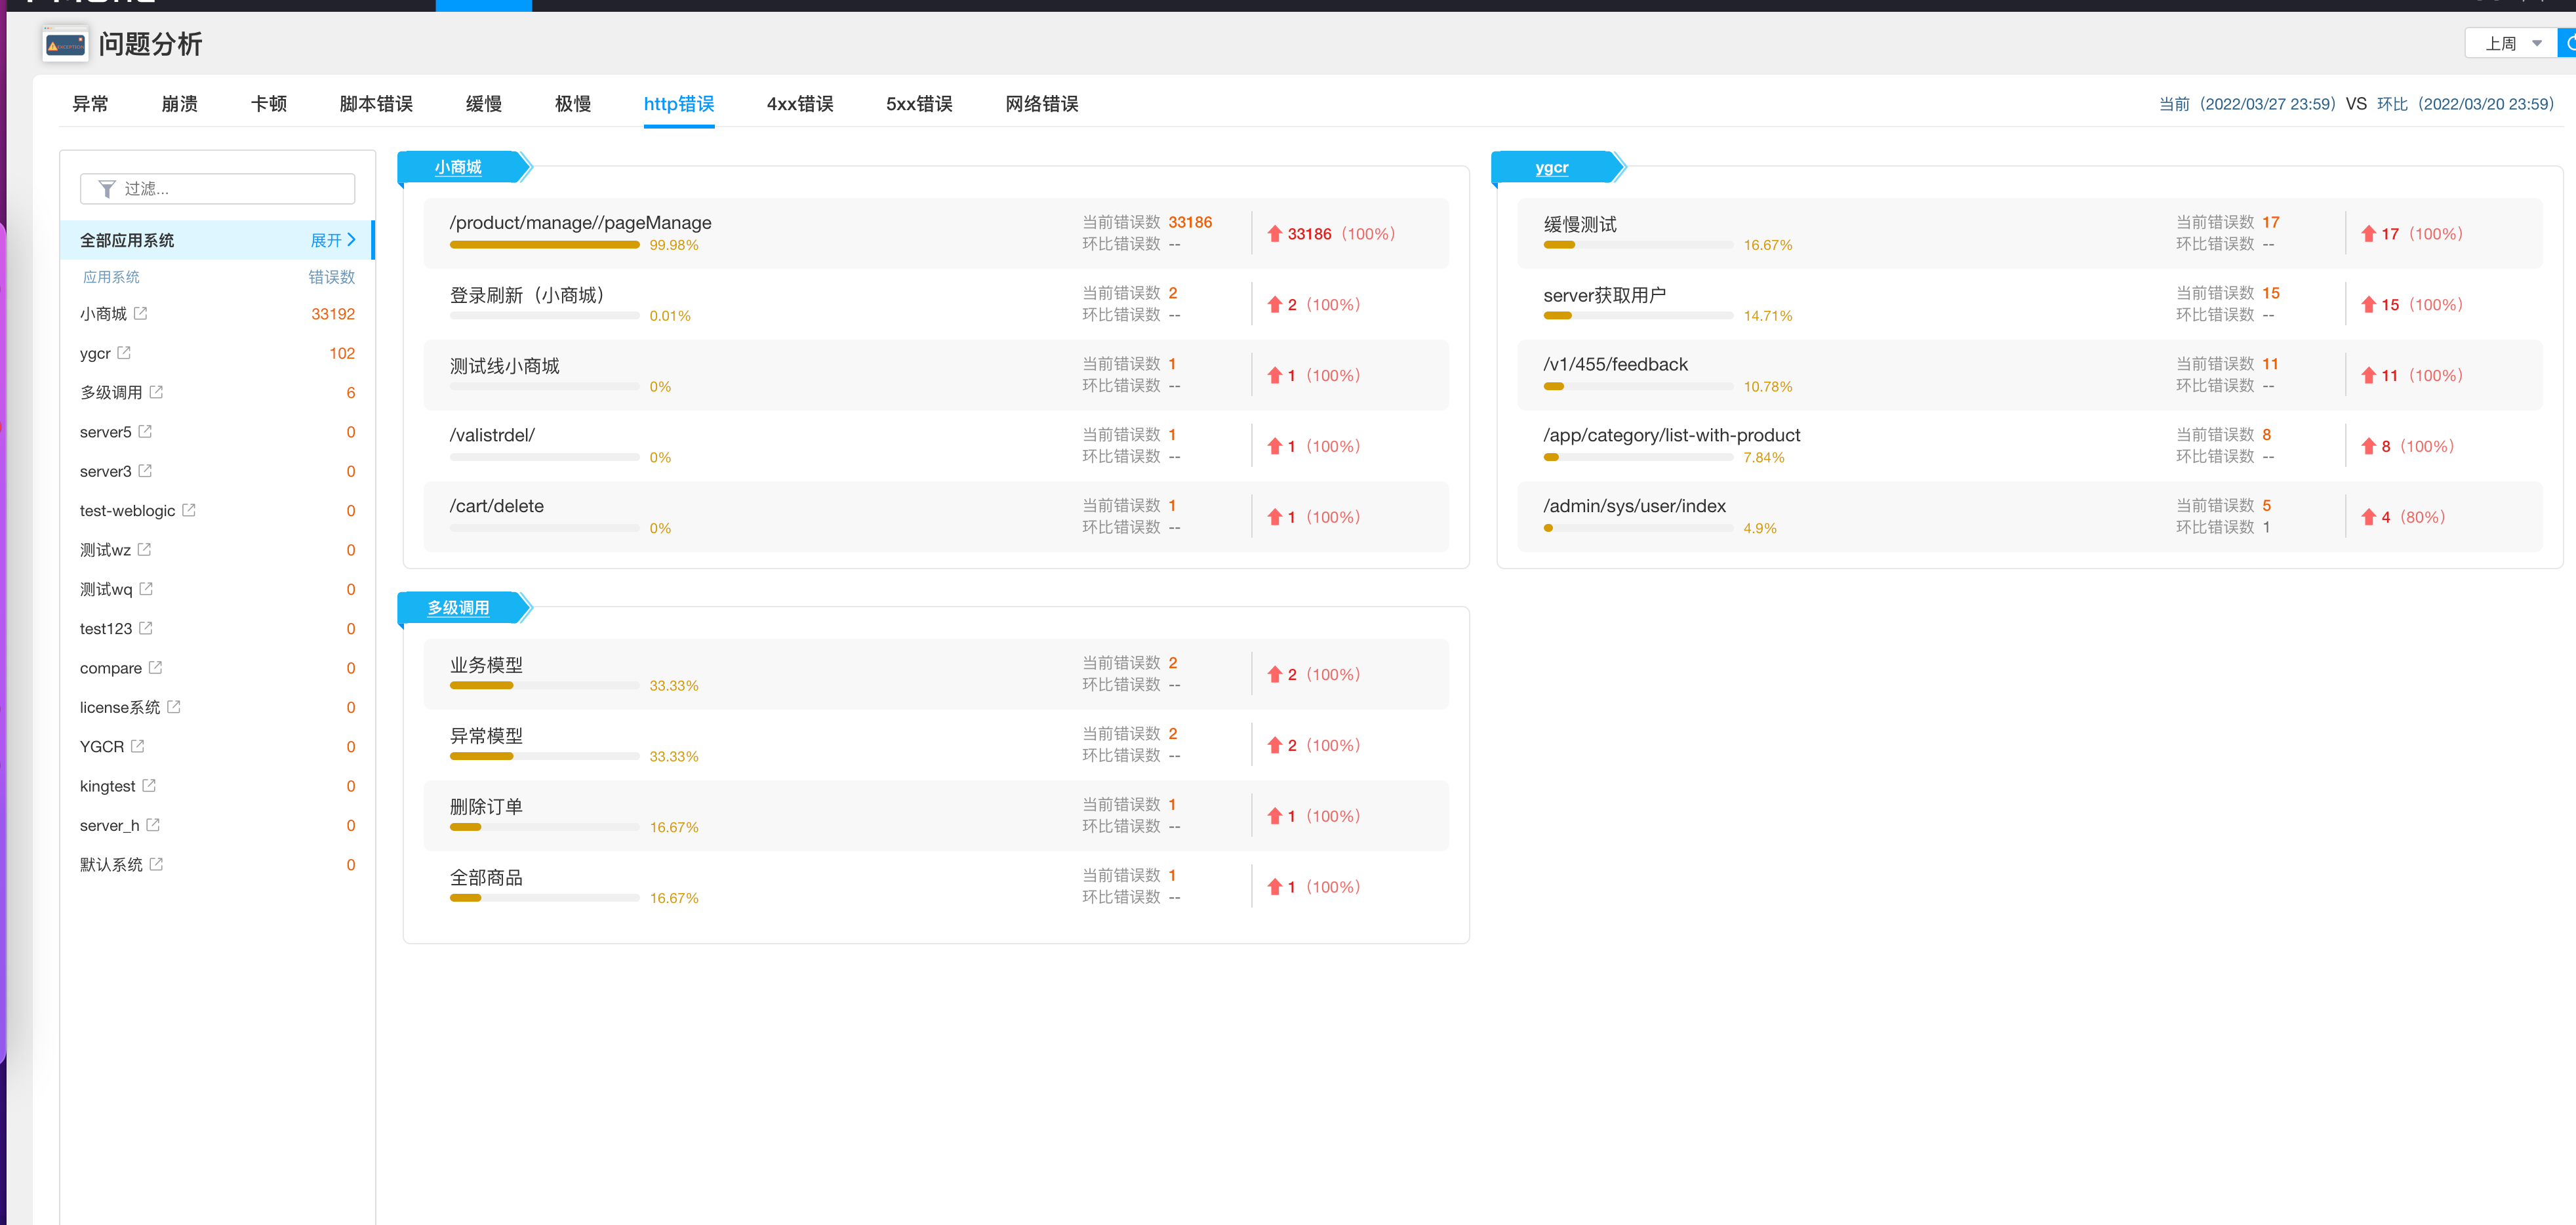 问题分析
上周
异常 崩溃 卡顿 脚本错误 缓慢 极慢 http错误 4xx错误 5xx错误 网络错误
当前（2022/03/27 23:59）VS 环比（2022/03/20 23:59）
过滤...
全部应用系统 展开
应用系统 错误数
小商城 33192
ygcr 102
多级调用 6
server5 0
server3 0
test-weblogic 0
测试wz 0
测试wq 0
test123 0
compare 0
license系统 0
YGCR 0
kingtest 0
server_h 0
默认系统 0
小商城
/product/manage//pageManage 当前错误数 33186
99.98% 环比错误数 -- 33186（100%）
登录刷新（小商城） 当前错误数 2
0.01% 环比错误数 -- 2（100%）
测试线小商城 当前错误数 1
0% 环比错误数 -- 1（100%）
/valistrdel/ 当前错误数 1
0% 环比错误数 -- 1（100%）
/cart/delete 当前错误数 1
0% 环比错误数 -- 1（100%）
ygcr
缓慢测试 当前错误数 17
16.67% 环比错误数 -- 17（100%）
server获取用户 当前错误数 15
14.71% 环比错误数 -- 15（100%）
/v1/455/feedback 当前错误数 11
10.78% 环比错误数 -- 11（100%）
/app/category/list-with-product 当前错误数 8
7.84% 环比错误数 -- 8（100%）
/admin/sys/user/index 当前错误数 5
4.9% 环比错误数 1 4（80%）
多级调用
业务模型 当前错误数 2
33.33% 环比错误数 -- 2（100%）
异常模型 当前错误数 2
33.33% 环比错误数 -- 2（100%）
删除订单 当前错误数 1
16.67% 环比错误数 -- 1（100%）
全部商品 当前错误数 1
16.67% 环比错误数 -- 1（100%）